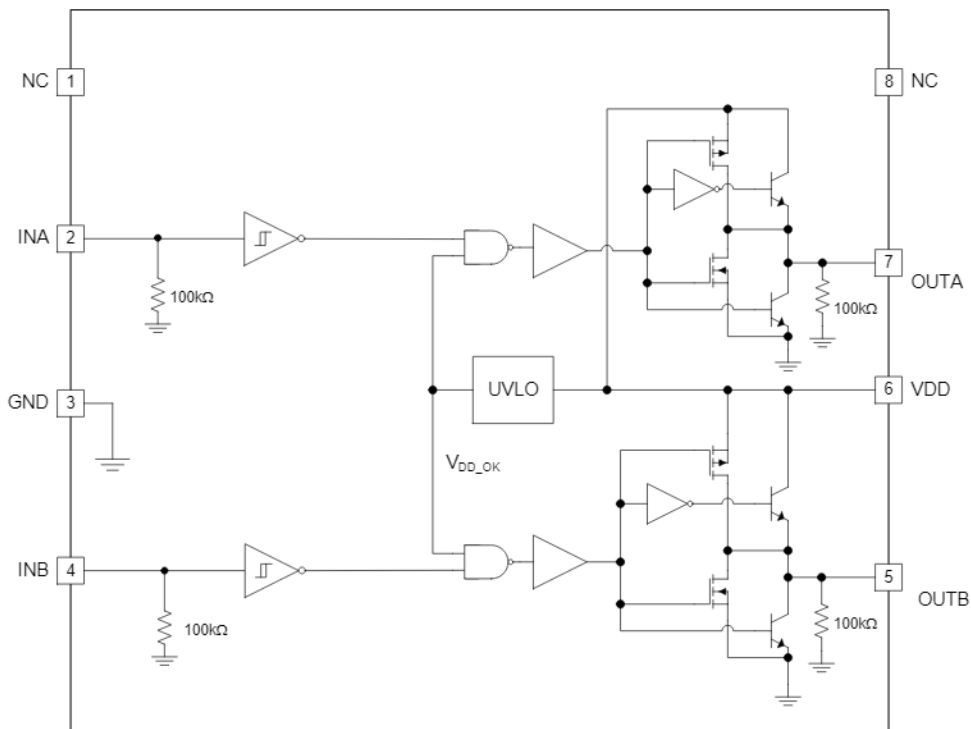 NC 1
8 NC
INA 2
100kΩ
7 OUTA
100kΩ
GND 3
UVLO
6 VDD
VDD_OK
INB 4
100kΩ
5 OUTB
100kΩ